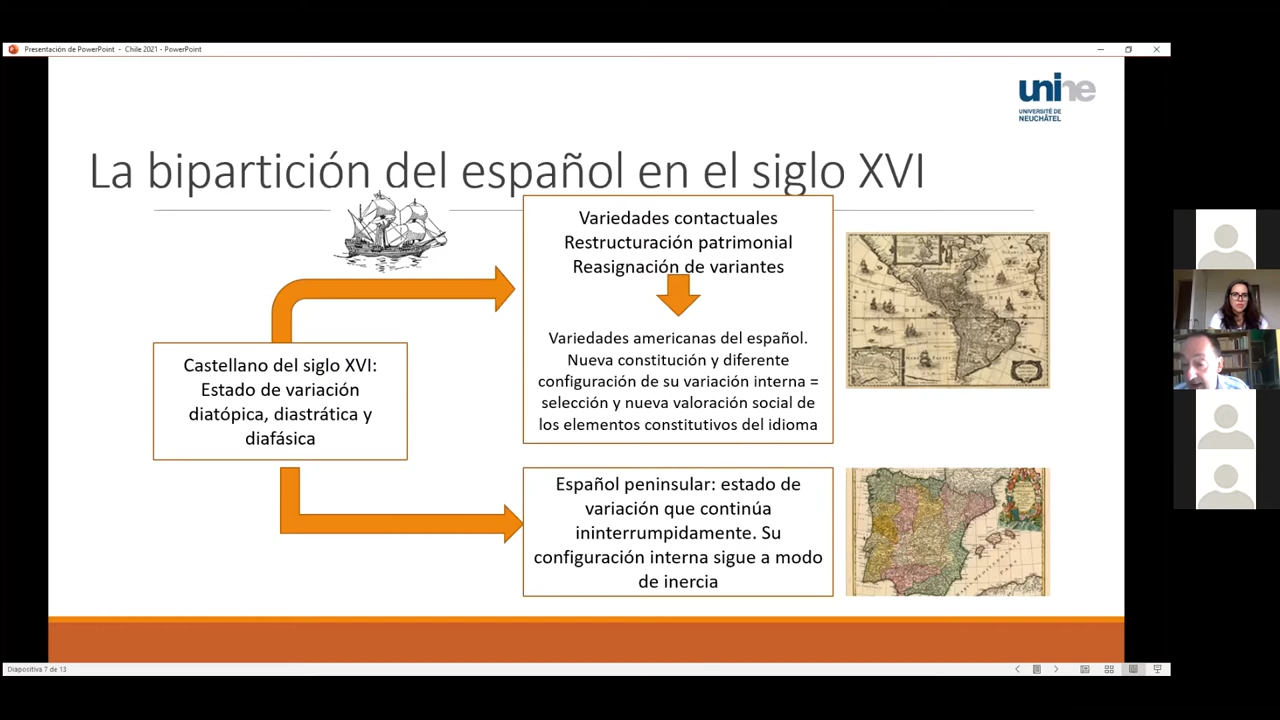 Presentación de PowerPoint - Chile 2021 - PowerPoint
unine
UNIVERSITÉ DE
NEUCHÂTEL
La bipartición del español en el siglo XVI
Variedades contactuales
Restructuración patrimonial
Reasignación de variantes
Variedades americanas del español.
Nueva constitución y diferente
configuración de su variación interna =
selección y nueva valoración social de
los elementos constitutivos del idioma
Castellano del siglo XVI:
Estado de variación
diatópica, diastrática y
diafásica
Español peninsular: estado de
variación que continúa
ininterrumpidamente. Su
configuración interna sigue a modo
de inercia
Diapositiva 7 de 13